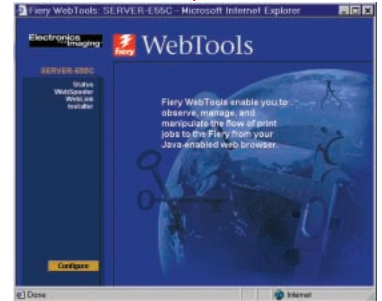 Fiery WebTools: SERVER-E55C - Microsoft Internet Explorer
Electronics
for Imaging
fiery
WebTools
SERVER-E55C
Status
WebSpooler
WebLink
Installer
Fiery WebTools enable you to
observe, manage, and
manipulate the flow of print
jobs to the Fiery from your
Java-enabled web browser.
Configure
Done
Internet